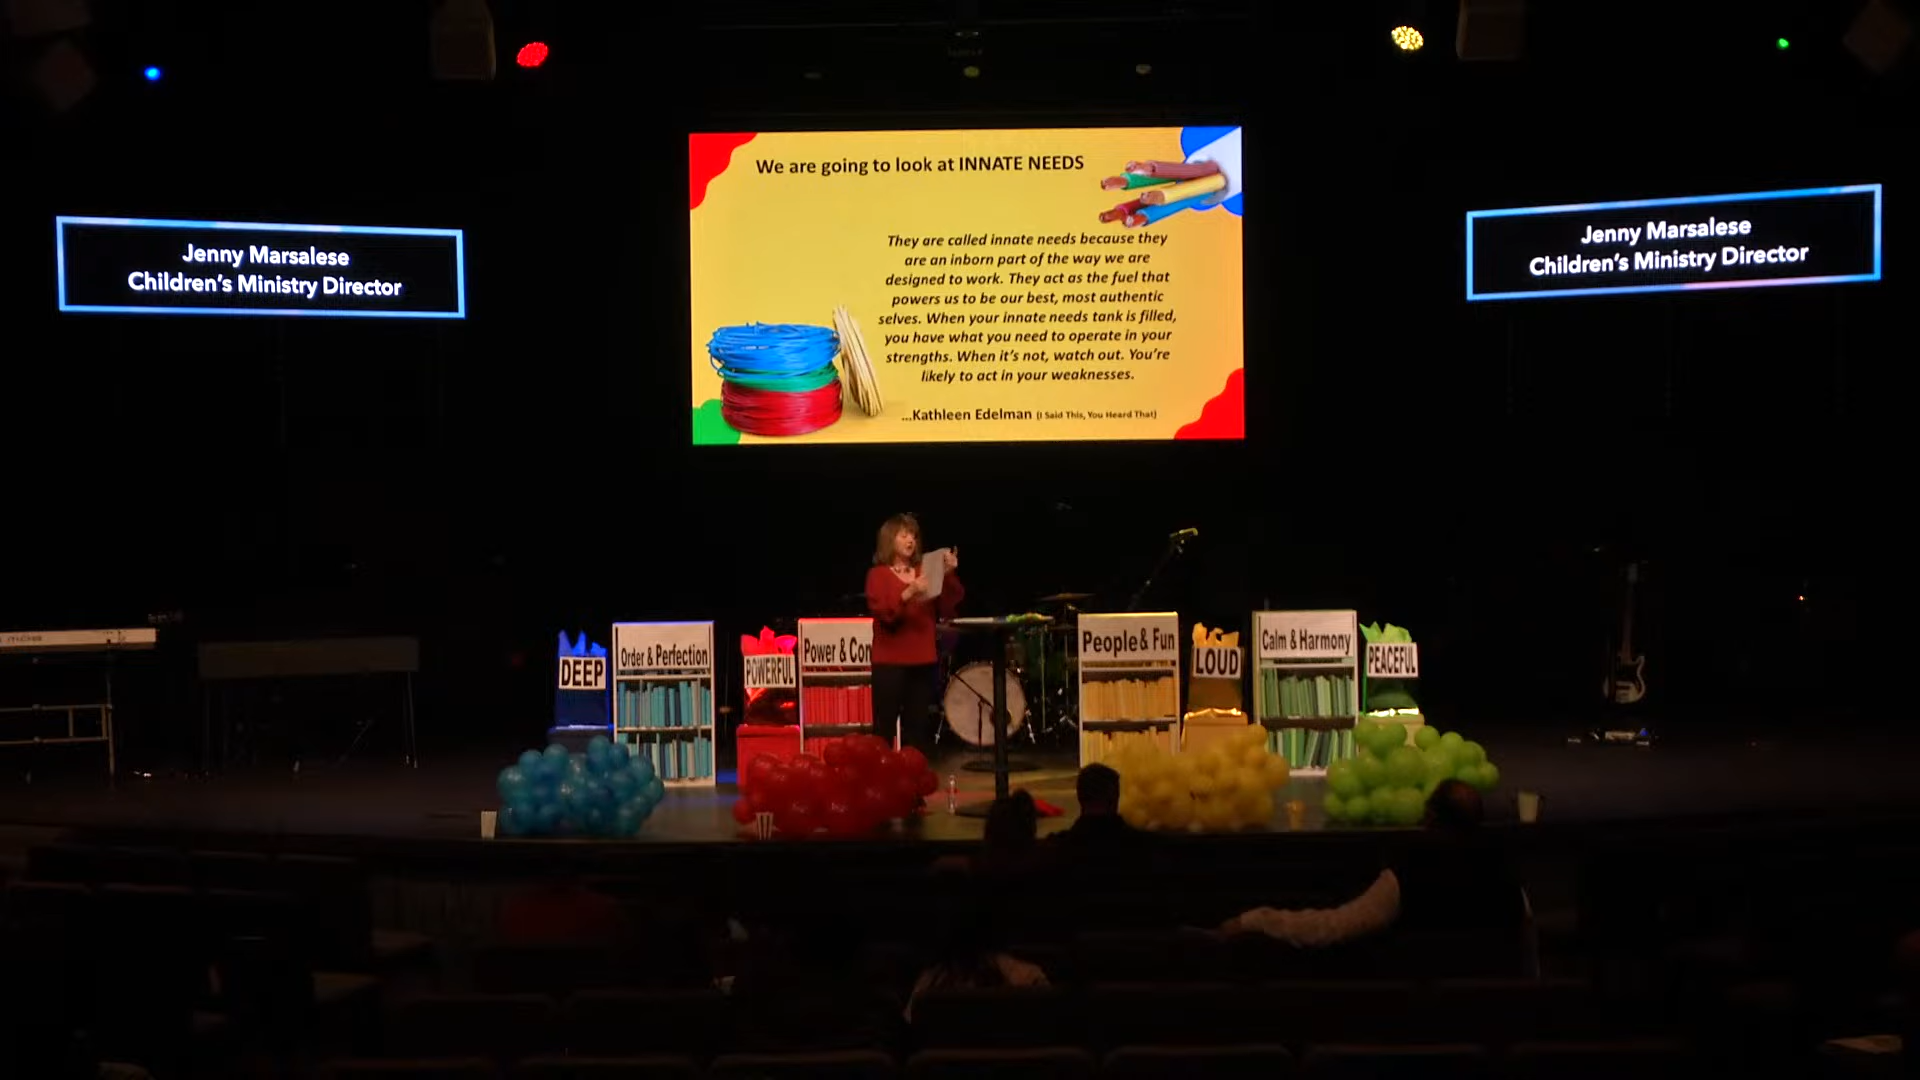 We are going to look at INNATE NEEDS
They are called innate needs because they
are an inborn part of the way we are
designed to work. They act as the fuel that
powers us to be our best, most authentic
selves. When your innate needs tank is filled,
you have what you need to operate in your
strengths. When it's not, watch out. You're
likely to act in your weaknesses.
...Kathleen Edelman (I Said This, You Heard That)
Jenny Marsalese
Children's Ministry Director
Jenny Marsalese
Children's Ministry Director
DEEP
Order & Perfection
POWERFUL
Power & Con
People & Fun
LOUD
Calm & Harmony
PEACEFUL